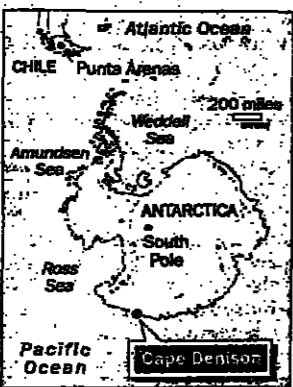 Atlantic Ocean
CHILE
Punta Arenas
200 miles
Weddell
Sea
Amundsen
Sea
ANTARCTICA
South
Pole
Ross
Sea
Pacific
Ocean
Cape Denison